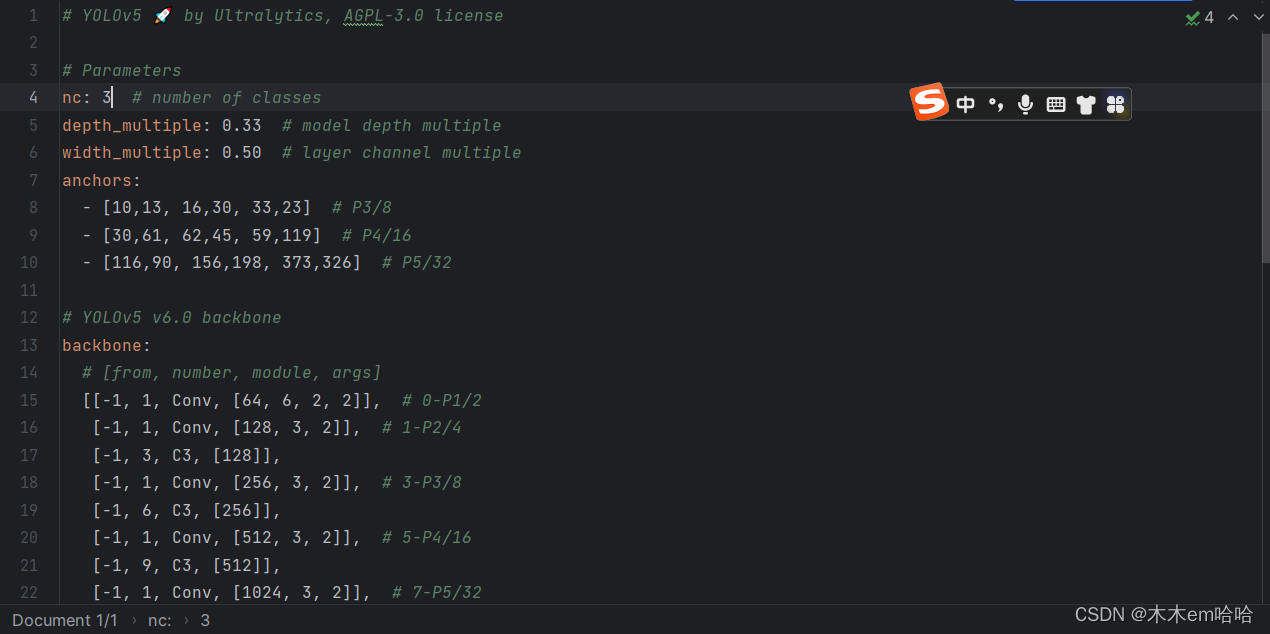 1 # YOLOv5 🚀 by Ultralytics, AGPL-3.0 license
2
3 # Parameters
4 nc: 3  # number of classes
5 depth_multiple: 0.33  # model depth multiple
6 width_multiple: 0.50  # layer channel multiple
7 anchors:
8   - [10,13, 16,30, 33,23]  # P3/8
9   - [30,61, 62,45, 59,119]  # P4/16
10   - [116,90, 156,198, 373,326]  # P5/32
11
12 # YOLOv5 v6.0 backbone
13 backbone:
14   # [from, number, module, args]
15   [[-1, 1, Conv, [64, 6, 2, 2]],  # 0-P1/2
16    [-1, 1, Conv, [128, 3, 2]],  # 1-P2/4
17    [-1, 3, C3, [128]],
18    [-1, 1, Conv, [256, 3, 2]],  # 3-P3/8
19    [-1, 6, C3, [256]],
20    [-1, 1, Conv, [512, 3, 2]],  # 5-P4/16
21    [-1, 9, C3, [512]],
22    [-1, 1, Conv, [1024, 3, 2]],  # 7-P5/32
4
S 中 °,
Document 1/1 › nc: › 3
CSDN @木木em哈哈